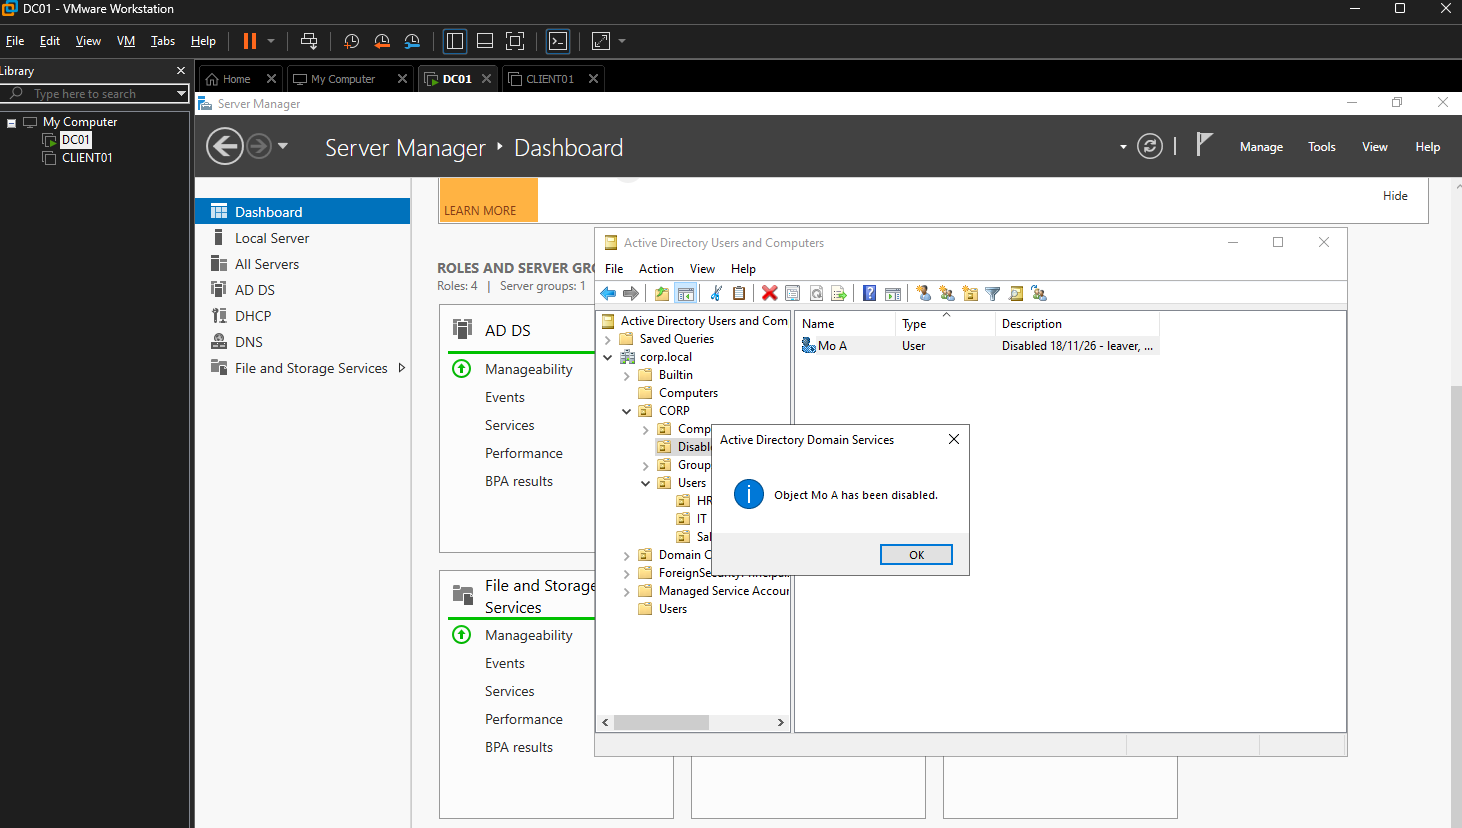 DC01 - VMware Workstation
File Edit View VM Tabs Help
Library
Type here to search
My Computer
DC01
CLIENT01
Home
My Computer
DC01
CLIENT01
Server Manager
Server Manager • Dashboard
Manage Tools View Help
Dashboard
Local Server
All Servers
AD DS
DHCP
DNS
File and Storage Services
LEARN MORE
Hide
ROLES AND SERVER GRO
Roles: 4 | Server groups: 1
AD DS
Manageability
Events
Services
Performance
BPA results
File and Storage
Services
Manageability
Events
Services
Performance
BPA results
Active Directory Users and Computers
File Action View Help
Active Directory Users and Com
Saved Queries
corp.local
Builtin
Computers
CORP
Comp
Disabl
Group
Users
HR
IT
Sal
Domain C
ForeignSecurityPrincipal
Managed Service Accour
Users
Name Type Description
Mo A User Disabled 18/11/26 - leaver, ...
Active Directory Domain Services
Object Mo A has been disabled.
OK